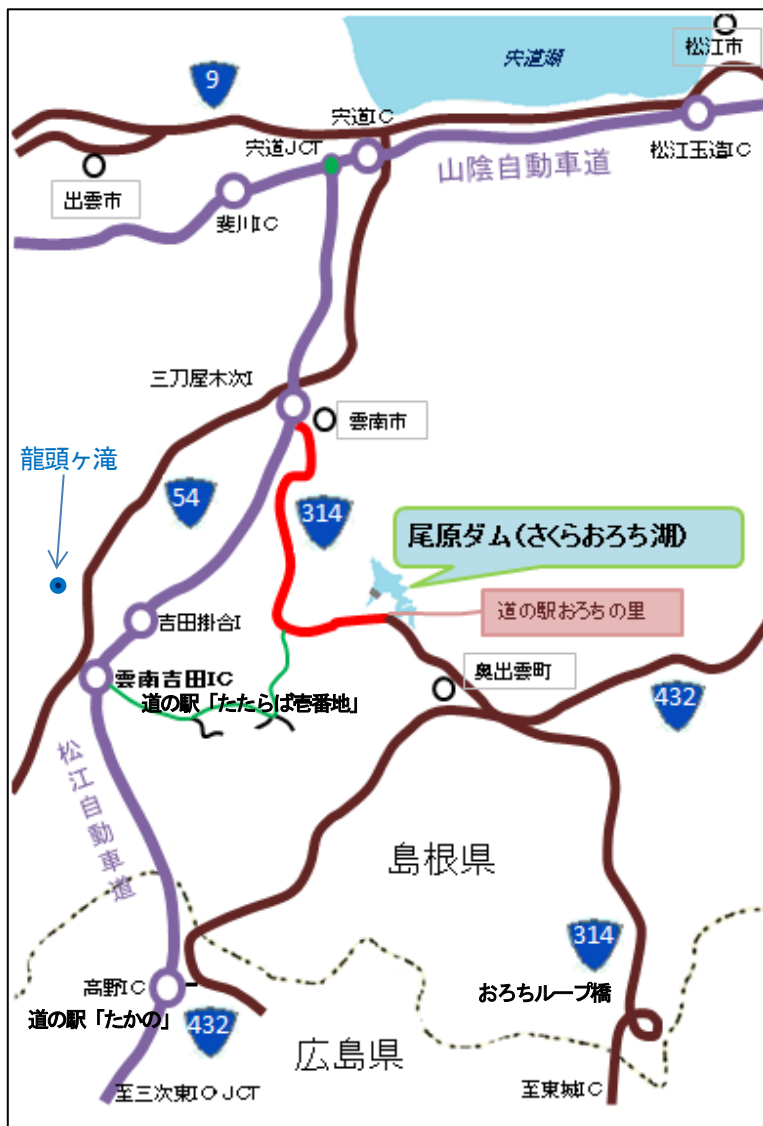 宍道湖
松江市
9
宍道IC
宍道JCT
松江玉造IC
山陰自動車道
出雲市
斐川IC
三刀屋木次I
雲南市
龍頭ヶ滝
54
314
尾原ダム(さくらおろち湖)
道の駅おろちの里
吉田掛合I
雲南吉田IC
奥出雲町
道の駅「たたらば壱番地」
432
松江自動車道
島根県
314
高野IC
おろちループ橋
道の駅「たかの」
432
広島県
至三次東IC・JCT
至東城IC